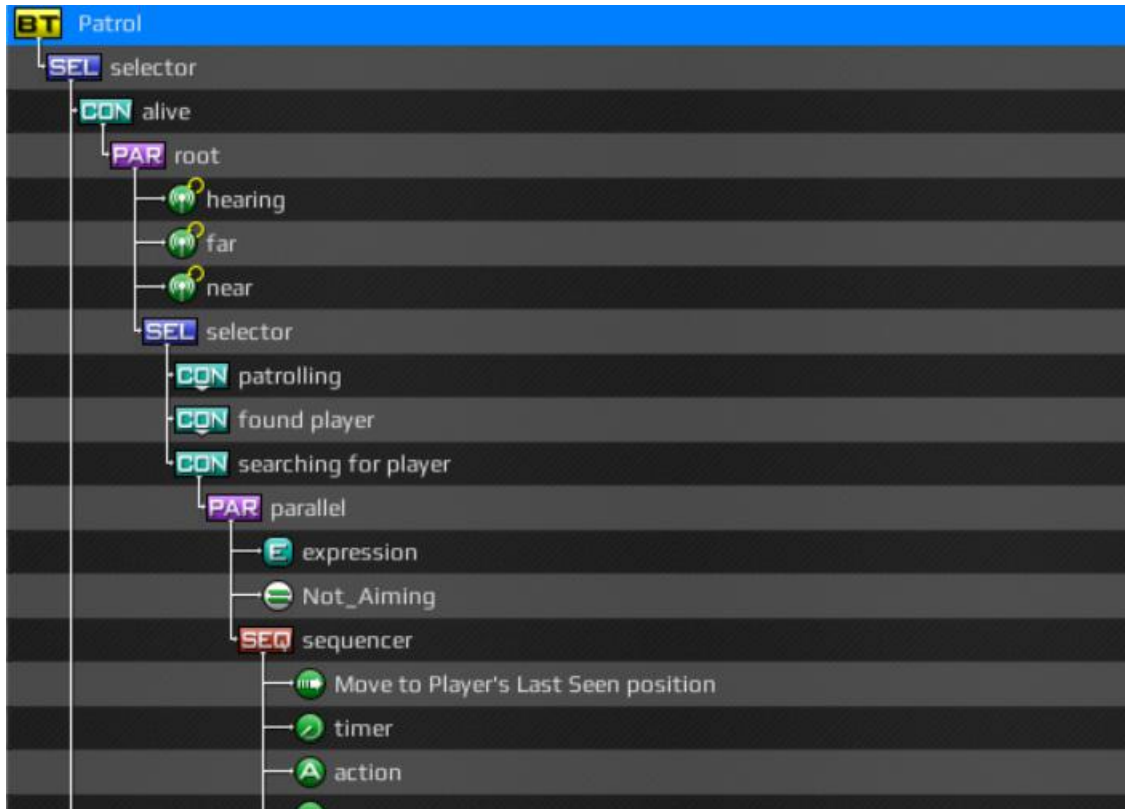 BT Patrol
SEL selector
CON alive
PAR root
hearing
far
near
SEL selector
CON patrolling
CON found player
CON searching for player
PAR parallel
E expression
Not_Aiming
SEQ sequencer
Move to Player's Last Seen position
timer
A action